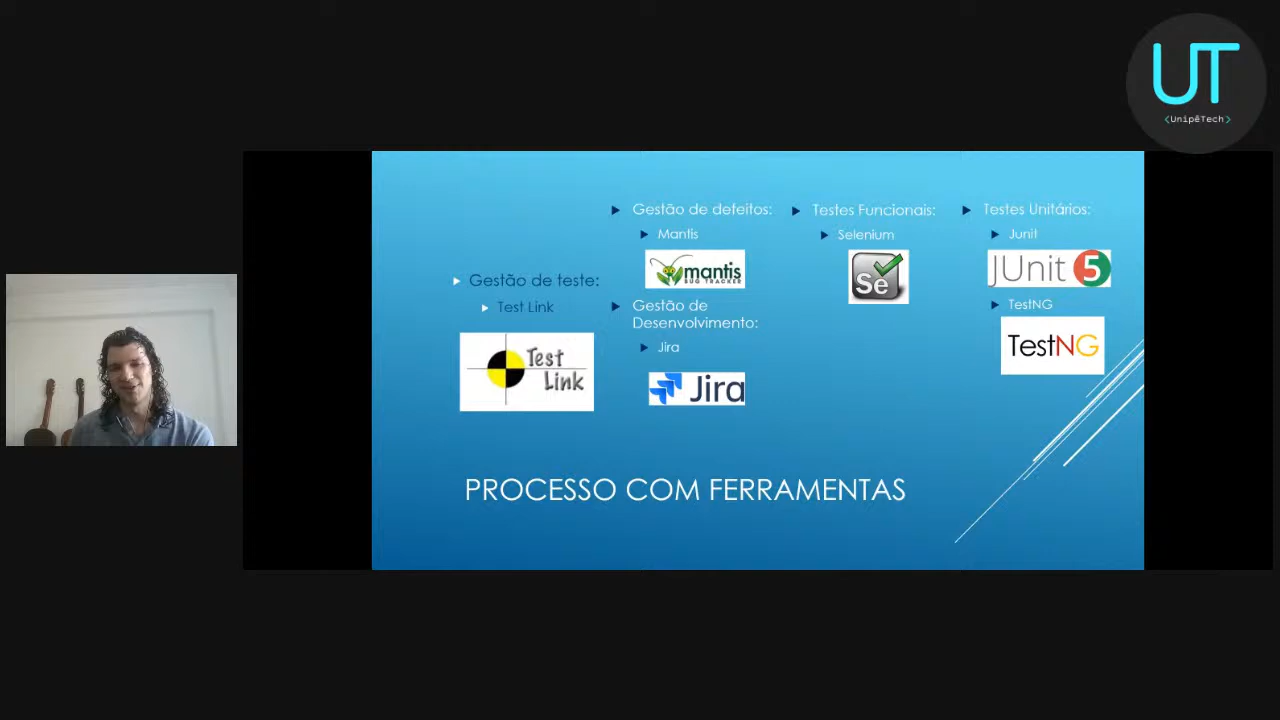 UT
<UnipêTech>
Gestão de teste:
Test Link
Test
Link
Gestão de defeitos:
Mantis
mantis
BUG TRACKER
Gestão de
Desenvolvimento:
Jira
Jira
Testes Funcionais:
Selenium
Se
Testes Unitários:
Junit
JUnit 5
TestNG
TestNG
PROCESSO COM FERRAMENTAS